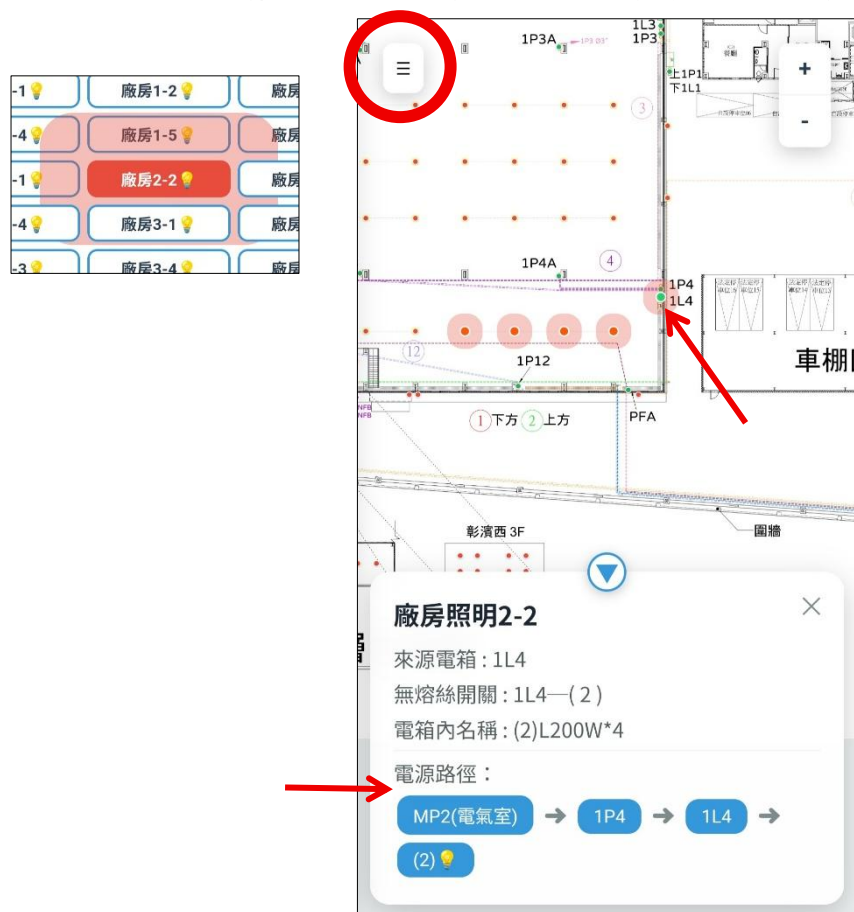 -1💡 廠房1-2💡 廠房
-4💡 廠房1-5💡 廠房
-1💡 廠房2-2💡 廠房
-4💡 廠房3-1💡 廠房
-3💡 廠房3-4💡 廠房
☰
1P3A
1L3
1P3
上1P1
下1L1
+
-
3
1P4A
4
1P4
1L4
12
1P12
NFB
NFB
1 下方 2 上方
PFA
車棚
彰濱西 3F
圍牆
廠房照明2-2
來源電箱 : 1L4
無熔絲開關 : 1L4—( 2 )
電箱內名稱 : (2)L200W*4
電源路徑：
MP2(電氣室) ➔ 1P4 ➔ 1L4 ➔
(2)💡